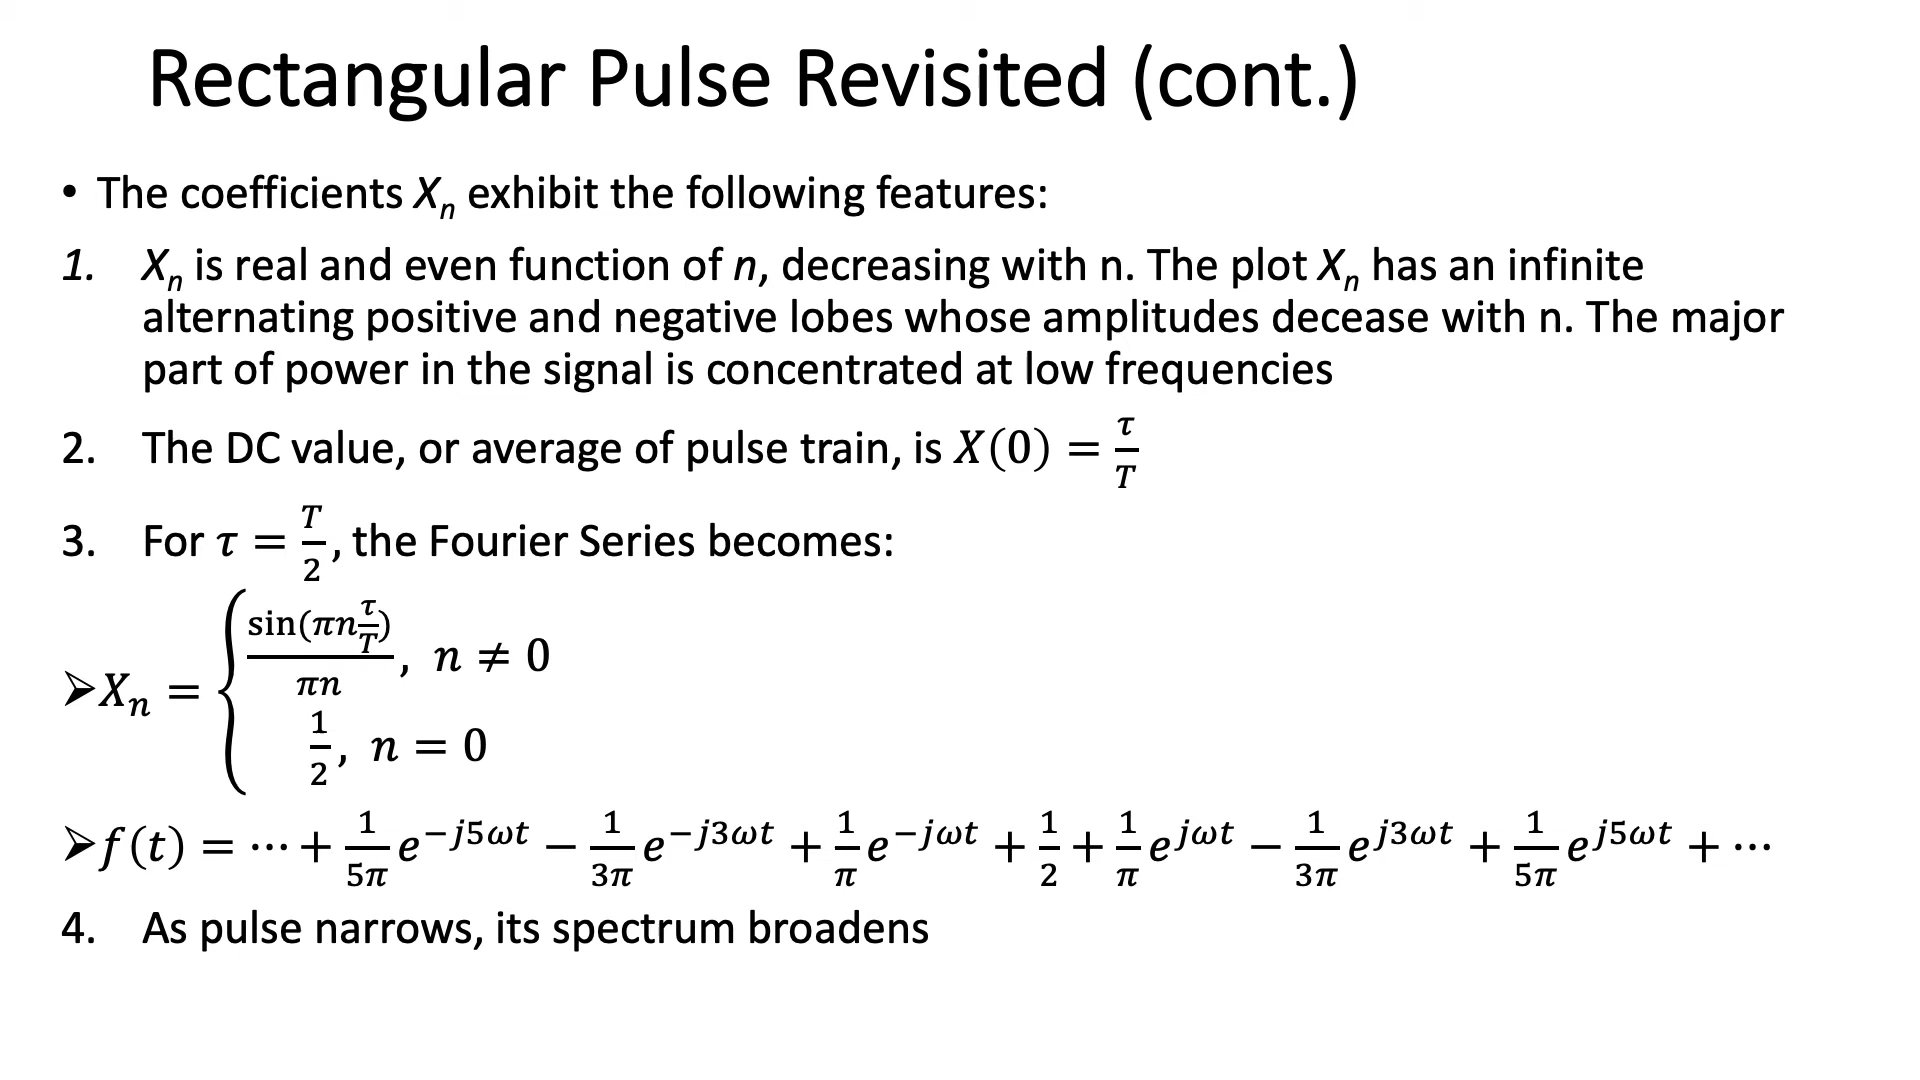 Rectangular Pulse Revisited (cont.)
• The coefficients Xₙ exhibit the following features:
1. Xₙ is real and even function of n, decreasing with n. The plot Xₙ has an infinite
alternating positive and negative lobes whose amplitudes decease with n. The major
part of power in the signal is concentrated at low frequencies
2. The DC value, or average of pulse train, is X(0) = τ/T
3. For τ = T/2, the Fourier Series becomes:
➢Xₙ = { sin(πn τ/T)/πn, n ≠ 0
1/2, n = 0
➢f(t) = ⋯ + 1/5π e^(−j5ωt) − 1/3π e^(−j3ωt) + 1/π e^(−jωt) + 1/2 + 1/π e^(jωt) − 1/3π e^(j3ωt) + 1/5π e^(j5ωt) + ⋯
4. As pulse narrows, its spectrum broadens